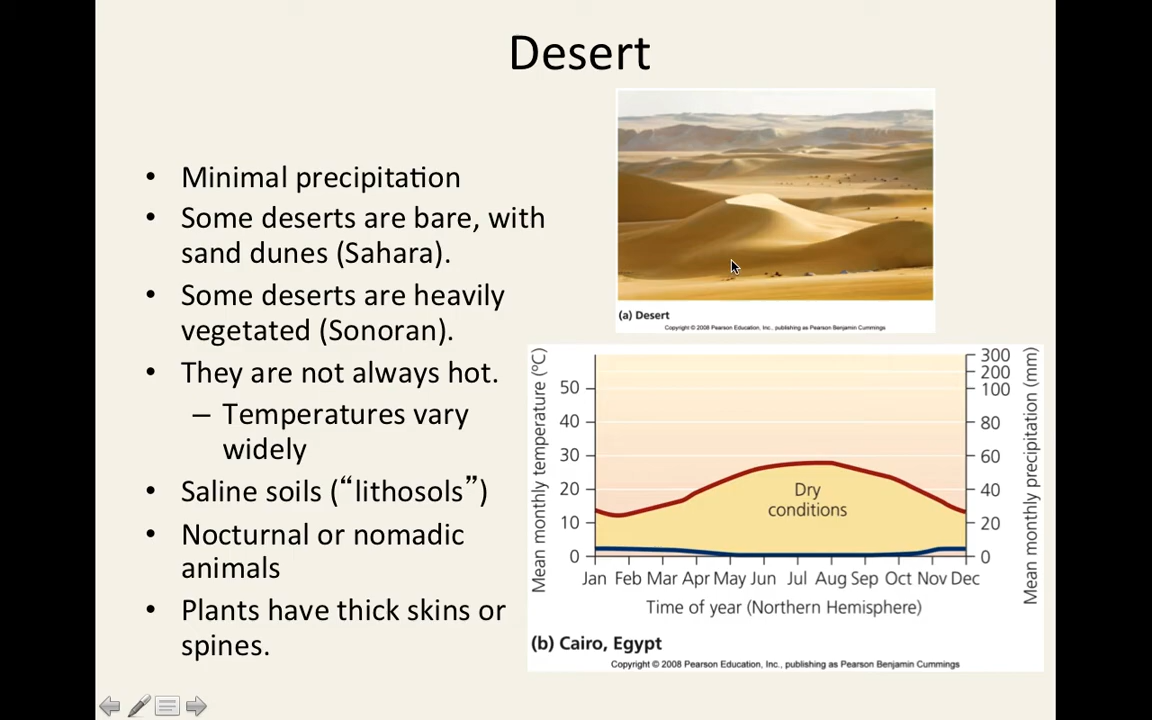 Desert
• Minimal precipitation
• Some deserts are bare, with
sand dunes (Sahara).
• Some deserts are heavily
vegetated (Sonoran).
• They are not always hot.
– Temperatures vary
widely
• Saline soils (“lithosols”)
• Nocturnal or nomadic
animals
• Plants have thick skins or
spines.
(a) Desert
Copyright © 2008 Pearson Education, Inc., publishing as Pearson Benjamin Cummings
Mean monthly temperature (ºC)
50
40
30
20
10
0
300
200
100
80
60
40
20
0
Mean monthly precipitation (mm)
Dry
conditions
Jan Feb Mar Apr May Jun Jul Aug Sep Oct Nov Dec
Time of year (Northern Hemisphere)
(b) Cairo, Egypt
Copyright © 2008 Pearson Education, Inc., publishing as Pearson Benjamin Cummings